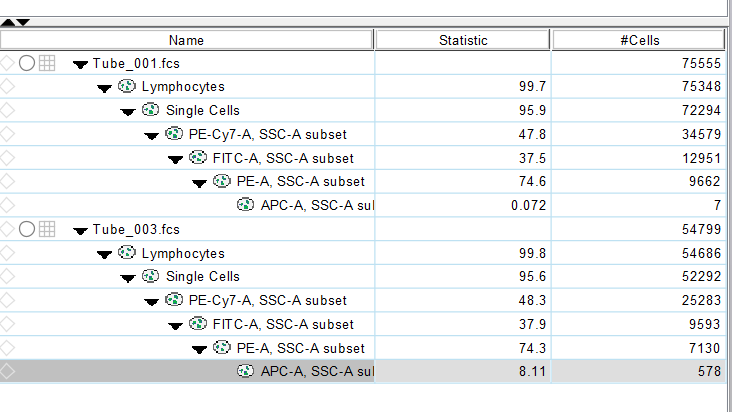 Name Statistic #Cells
Tube_001.fcs 75555
Lymphocytes 99.7 75348
Single Cells 95.9 72294
PE-Cy7-A, SSC-A subset 47.8 34579
FITC-A, SSC-A subset 37.5 12951
PE-A, SSC-A subset 74.6 9662
APC-A, SSC-A sul 0.072 7
Tube_003.fcs 54799
Lymphocytes 99.8 54686
Single Cells 95.6 52292
PE-Cy7-A, SSC-A subset 48.3 25283
FITC-A, SSC-A subset 37.9 9593
PE-A, SSC-A subset 74.3 7130
APC-A, SSC-A sul 8.11 578